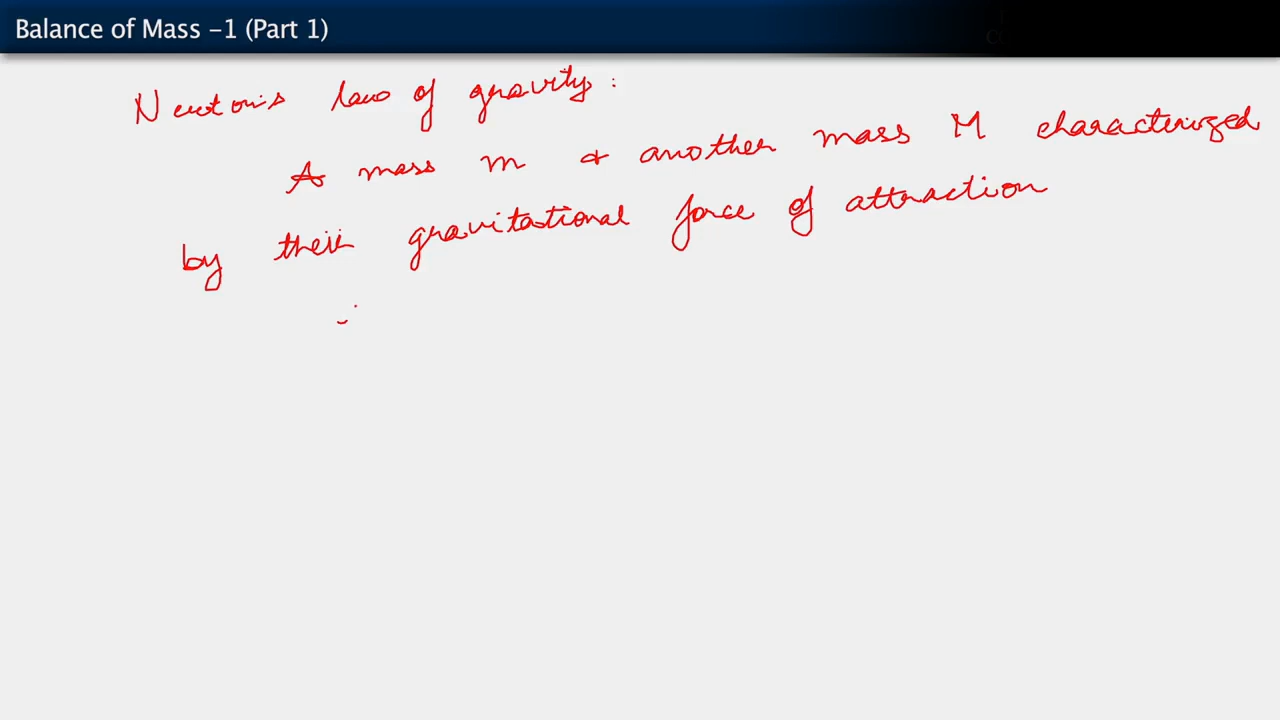 Balance of Mass -1 (Part 1)
Newton's law of gravity:
A mass m & another mass M characterized
by their gravitational force of attraction